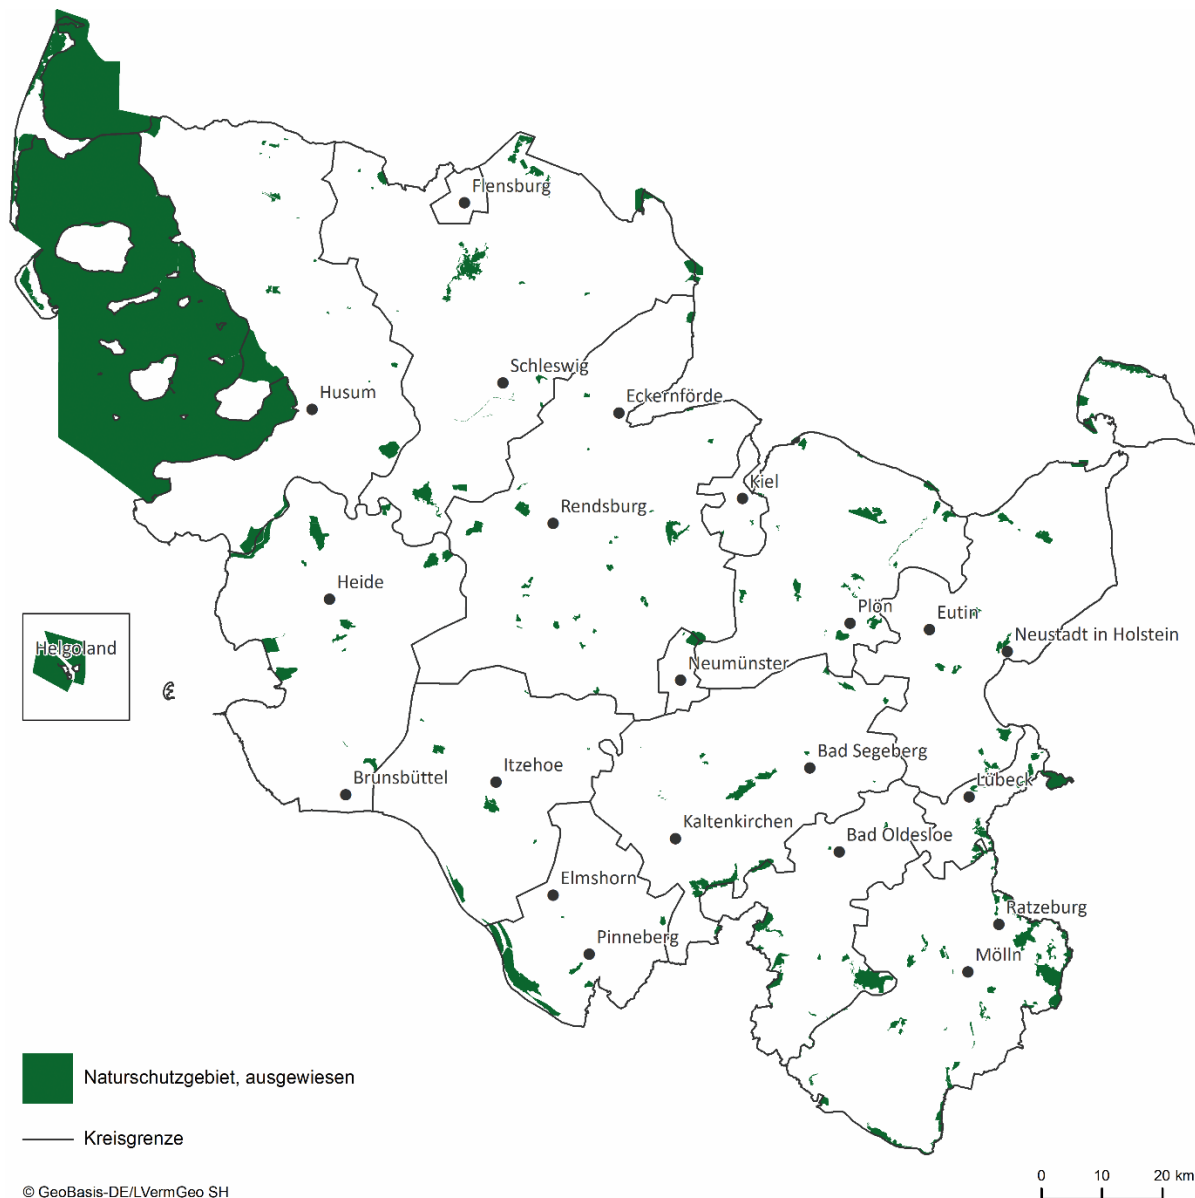 Flensburg
Schleswig
Husum
Eckernförde
Kiel
Rendsburg
Heide
Plön
Eutin
Helgoland
Neustadt in Holstein
Neumünster
Bad Segeberg
Itzehoe
Brunsbüttel
Lübeck
Kaltenkirchen
Bad Oldesloe
Elmshorn
Ratzeburg
Pinneberg
Mölln
Naturschutzgebiet, ausgewiesen
Kreisgrenze
0 10 20 km
© GeoBasis-DE/LVermGeo SH